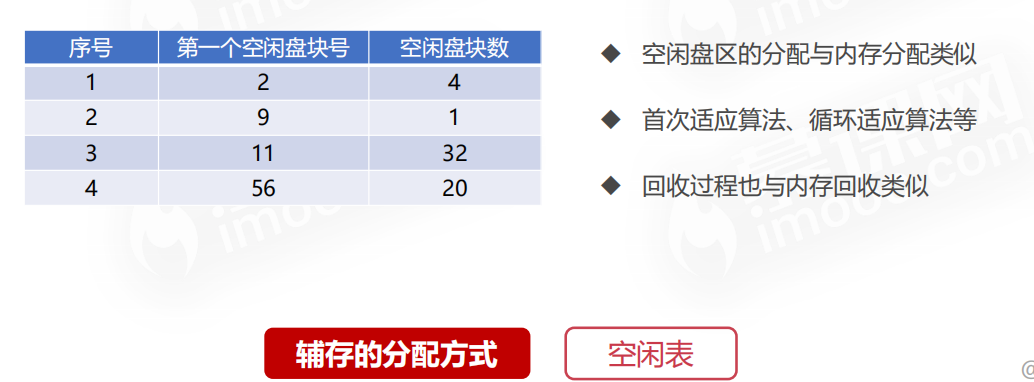 序号 第一个空闲盘块号 空闲盘块数
1 2 4
2 9 1
3 11 32
4 56 20
◆ 空闲盘区的分配与内存分配类似
◆ 首次适应算法、循环适应算法等
◆ 回收过程也与内存回收类似
辅存的分配方式 空闲表